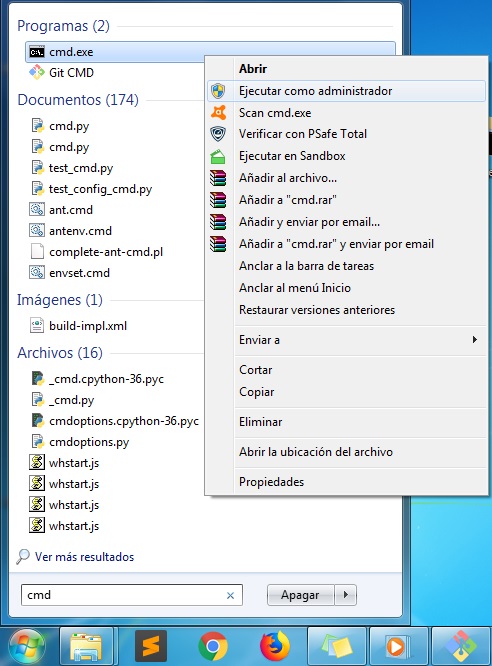 Programas (2)
cmd.exe
Git CMD
Documentos (174)
cmd.py
cmd.py
test_cmd.py
test_config_cmd.py
ant.cmd
antenv.cmd
complete-ant-cmd.pl
envset.cmd
Imágenes (1)
build-impl.xml
Archivos (16)
_cmd.cpython-36.pyc
_cmd.py
cmdoptions.cpython-36.pyc
cmdoptions.py
whstart.js
whstart.js
whstart.js
whstart.js
Ver más resultados
cmd
Apagar
Abrir
Ejecutar como administrador
Scan cmd.exe
Verificar con PSafe Total
Ejecutar en Sandbox
Añadir al archivo...
Añadir a "cmd.rar"
Añadir y enviar por email...
Añadir a "cmd.rar" y enviar por email
Anclar a la barra de tareas
Anclar al menú Inicio
Restaurar versiones anteriores
Enviar a
Cortar
Copiar
Eliminar
Abrir la ubicación del archivo
Propiedades